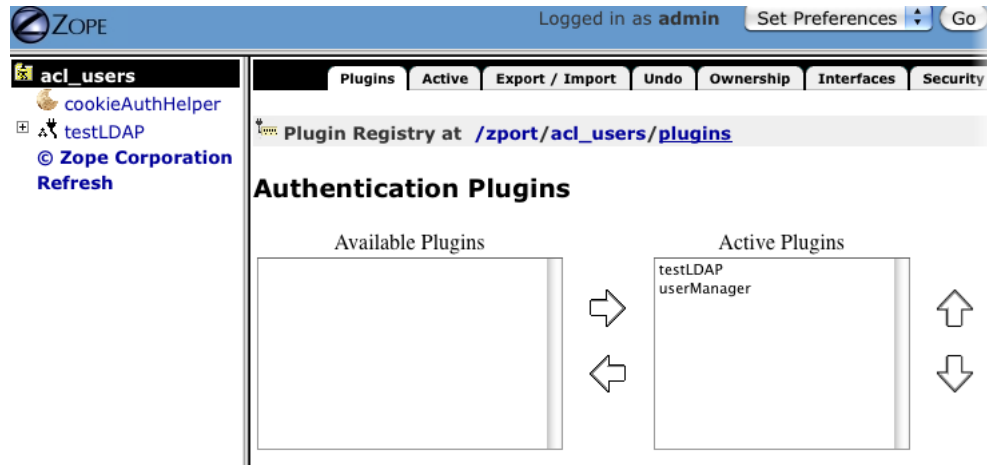 ZOPE
Logged in as admin
Set Preferences
Go
acl_users
cookieAuthHelper
testLDAP
© Zope Corporation
Refresh
Plugins
Active
Export / Import
Undo
Ownership
Interfaces
Security
Plugin Registry at /zport/acl_users/plugins
Authentication Plugins
Available Plugins
Active Plugins
testLDAP
userManager